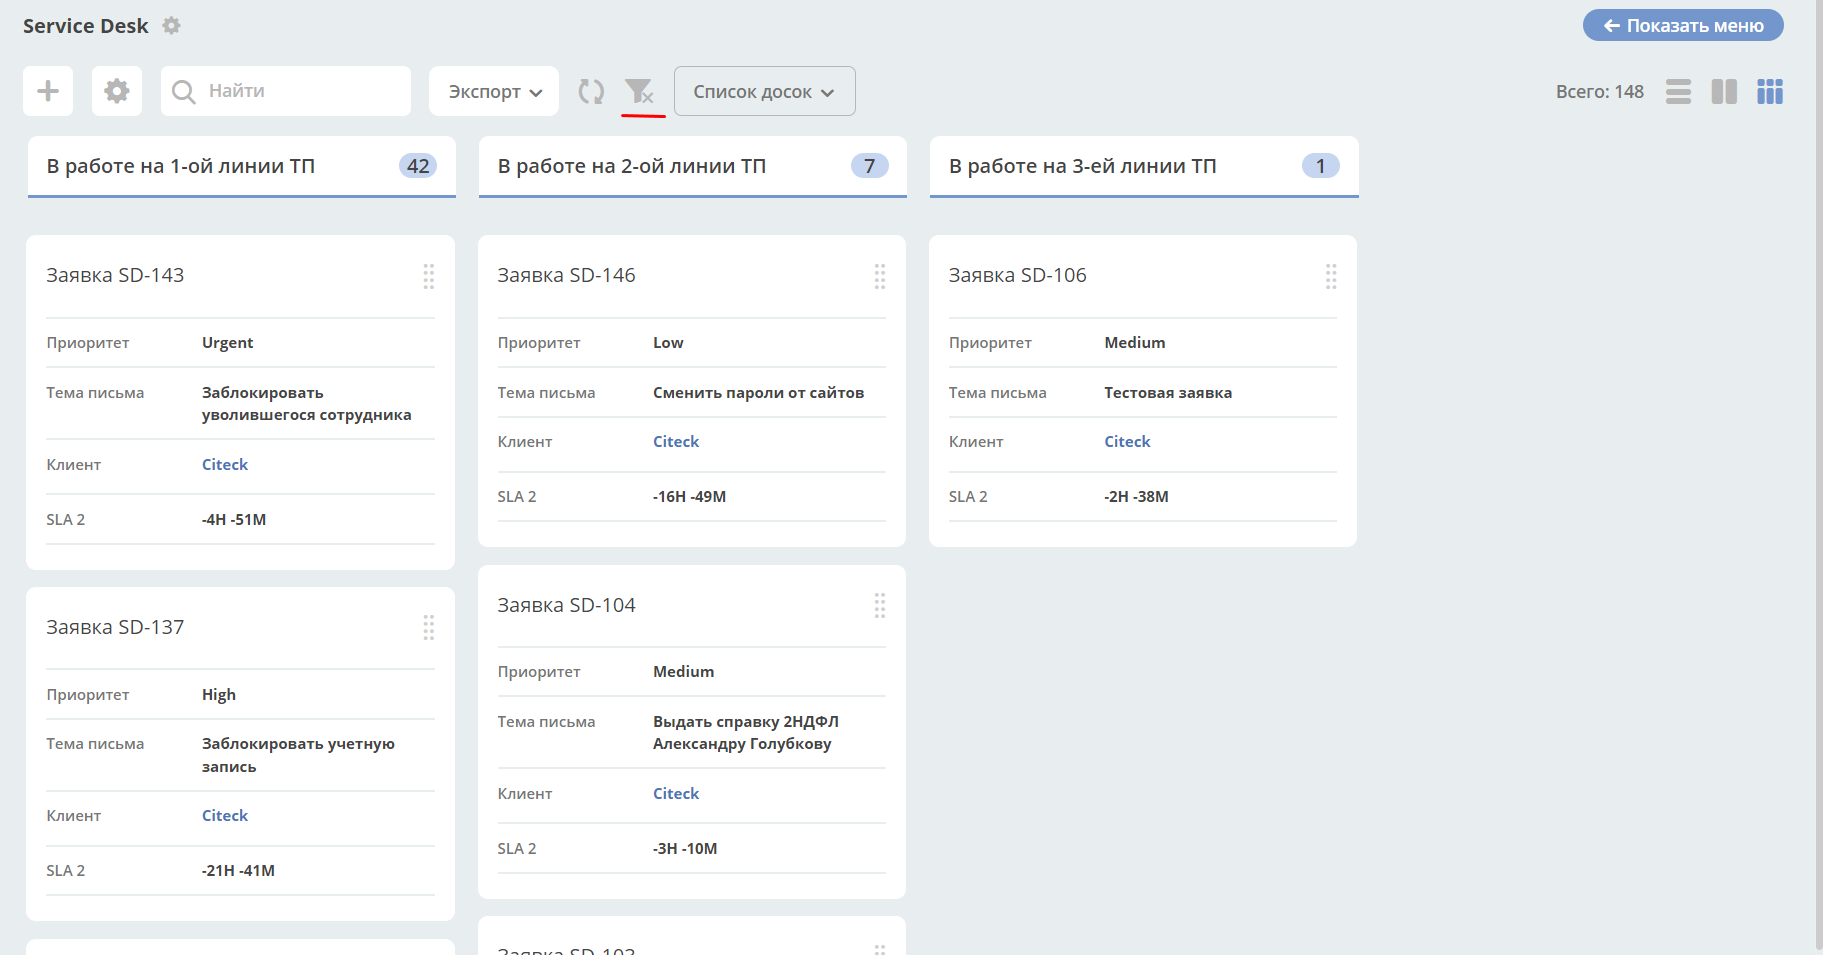 Service Desk
Показать меню
Найти
Экспорт
Список досок
Всего: 148
В работе на 1-ой линии ТП
42
В работе на 2-ой линии ТП
7
В работе на 3-ей линии ТП
1
Заявка SD-143
Приоритет
Urgent
Тема письма
Заблокировать
уволившегося сотрудника
Клиент
Citeck
SLA 2
-4H -51M
Заявка SD-137
Приоритет
High
Тема письма
Заблокировать учетную
запись
Клиент
Citeck
SLA 2
-21H -41M
Заявка SD-146
Приоритет
Low
Тема письма
Сменить пароли от сайтов
Клиент
Citeck
SLA 2
-16H -49M
Заявка SD-104
Приоритет
Medium
Тема письма
Выдать справку 2НДФЛ
Александру Голубкову
Клиент
Citeck
SLA 2
-3H -10M
Заявка SD-103
Заявка SD-106
Приоритет
Medium
Тема письма
Тестовая заявка
Клиент
Citeck
SLA 2
-2H -38M